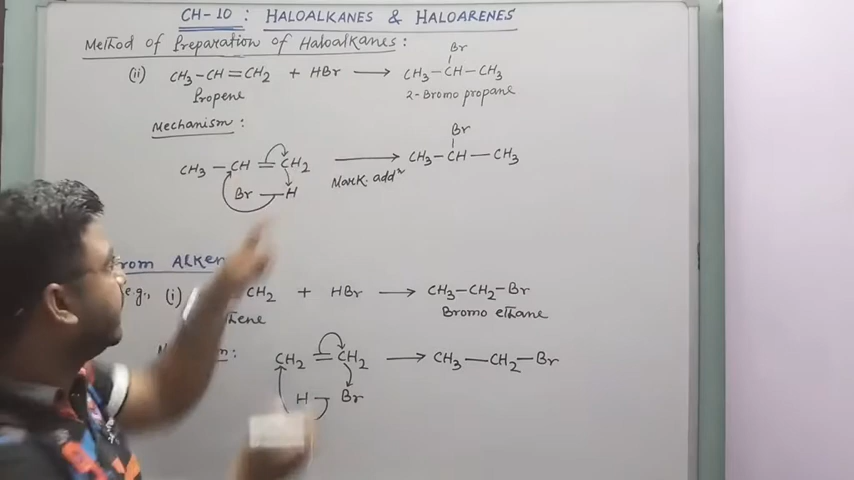 CH-10 : HALOALKANES & HALOARENES
Method of Preparation of Haloalkanes :
Br
(ii) CH3-CH=CH2 + HBr → CH3-CH-CH3
Propene 2-Bromo propane
Mechanism :
Br
CH3-CH=CH2 → CH3-CH-CH3
Mark. addn
Br-H
e.g., (i) CH2 + HBr → CH3-CH2-Br
Bromo ethane
CH2=CH2 → CH3-CH2-Br
H-Br